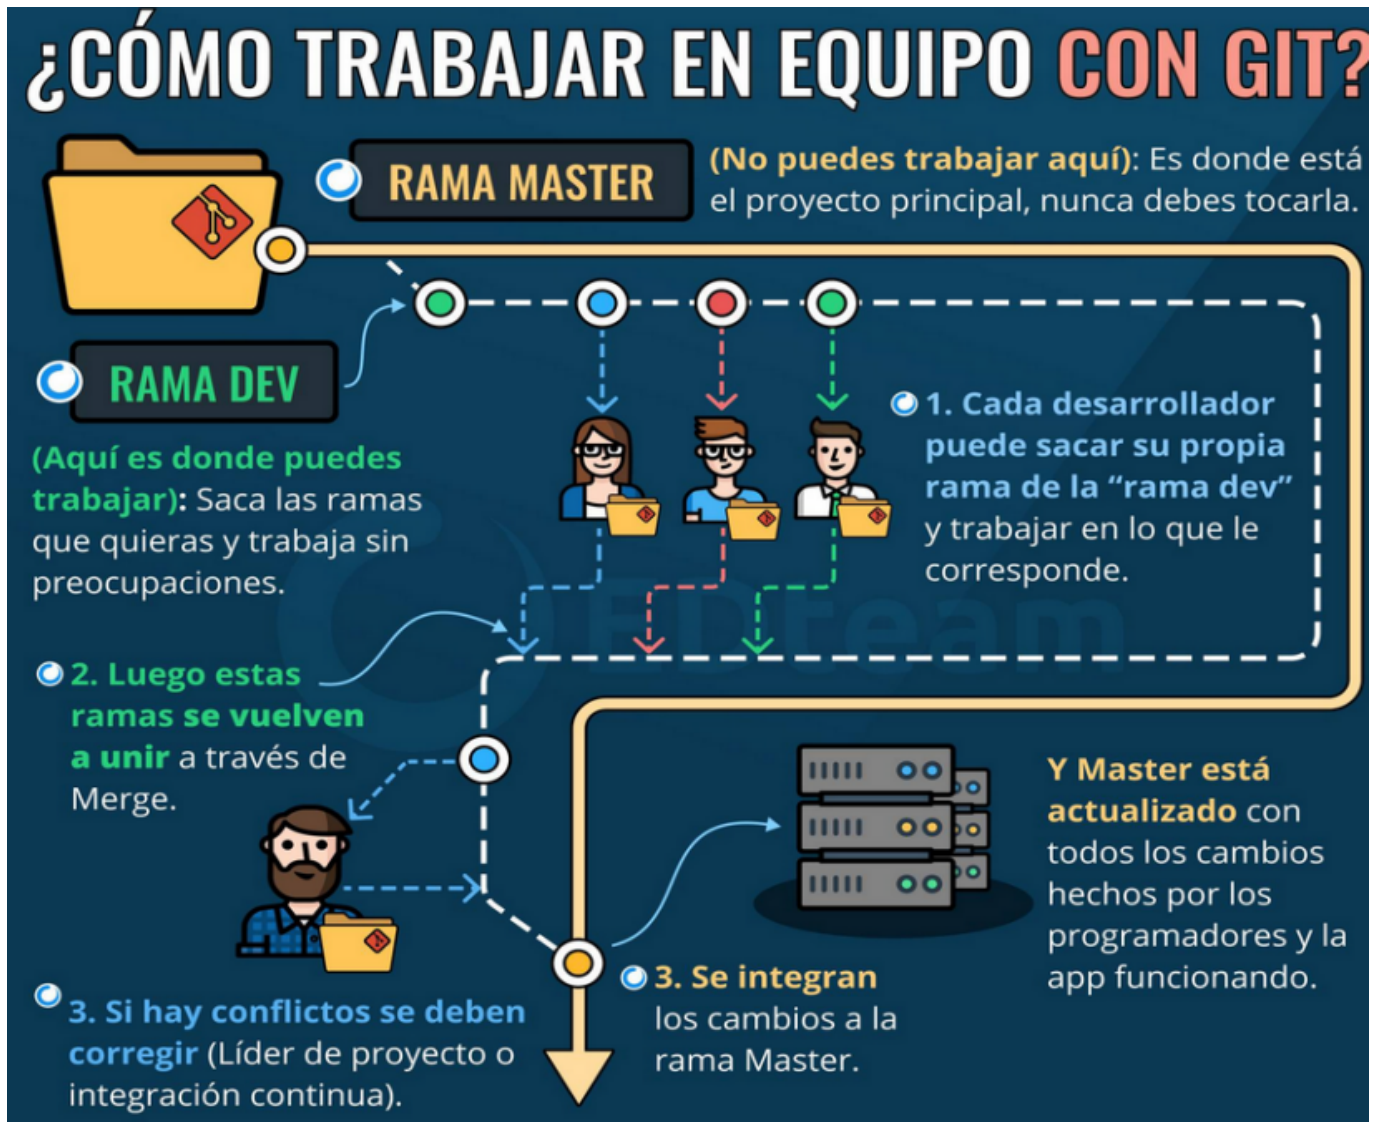 ¿CÓMO TRABAJAR EN EQUIPO CON GIT?
RAMA MASTER
(No puedes trabajar aquí): Es donde está
el proyecto principal, nunca debes tocarla.
RAMA DEV
(Aquí es donde puedes
trabajar): Saca las ramas
que quieras y trabaja sin
preocupaciones.
1. Cada desarrollador
puede sacar su propia
rama de la “rama dev”
y trabajar en lo que le
corresponde.
EDteam
2. Luego estas
ramas se vuelven
a unir a través de
Merge.
Y Master está
actualizado con
todos los cambios
hechos por los
programadores y la
app funcionando.
3. Se integran
los cambios a la
rama Master.
3. Si hay conflictos se deben
corregir (Líder de proyecto o
integración continua).